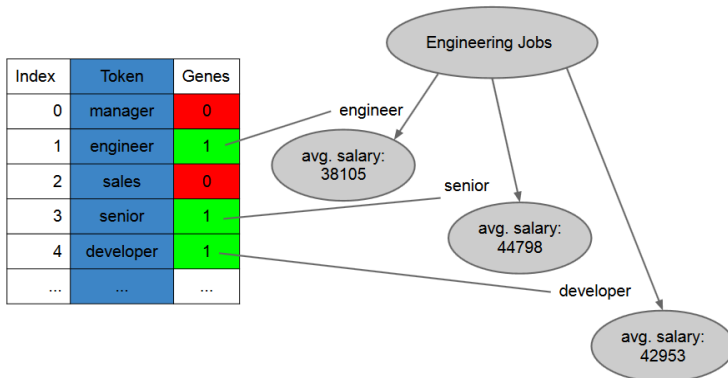 Engineering Jobs
Index Token Genes
0 manager 0
1 engineer 1
2 sales 0
3 senior 1
4 developer 1
... ... ...
engineer
avg. salary:
38105
senior
avg. salary:
44798
developer
avg. salary:
42953